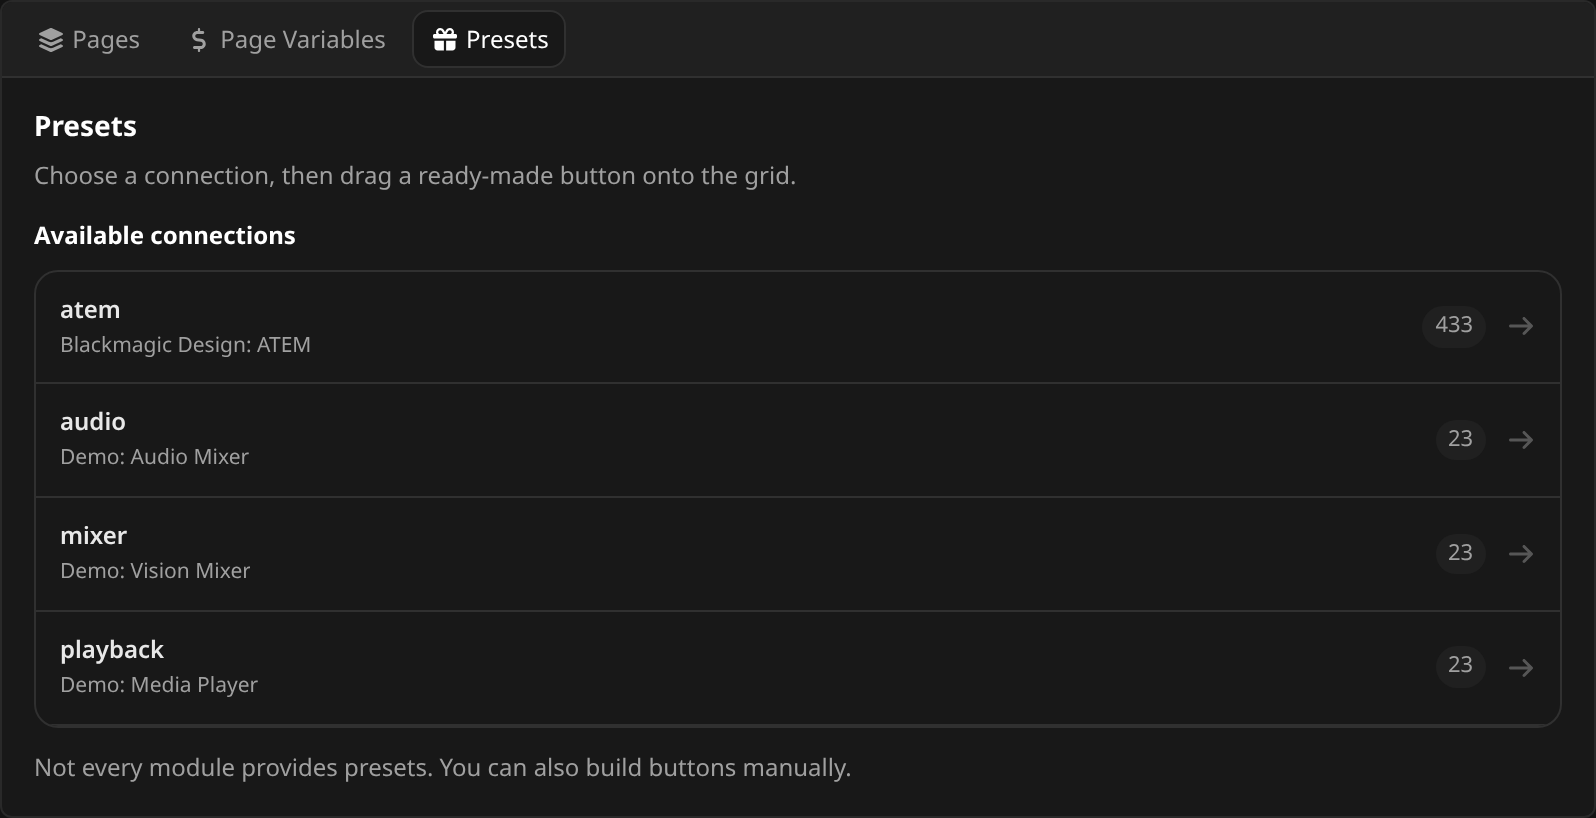 Pages
Page Variables
Presets
Presets
Choose a connection, then drag a ready-made button onto the grid.
Available connections
atem
Blackmagic Design: ATEM
433
audio
Demo: Audio Mixer
23
mixer
Demo: Vision Mixer
23
playback
Demo: Media Player
23
Not every module provides presets. You can also build buttons manually.